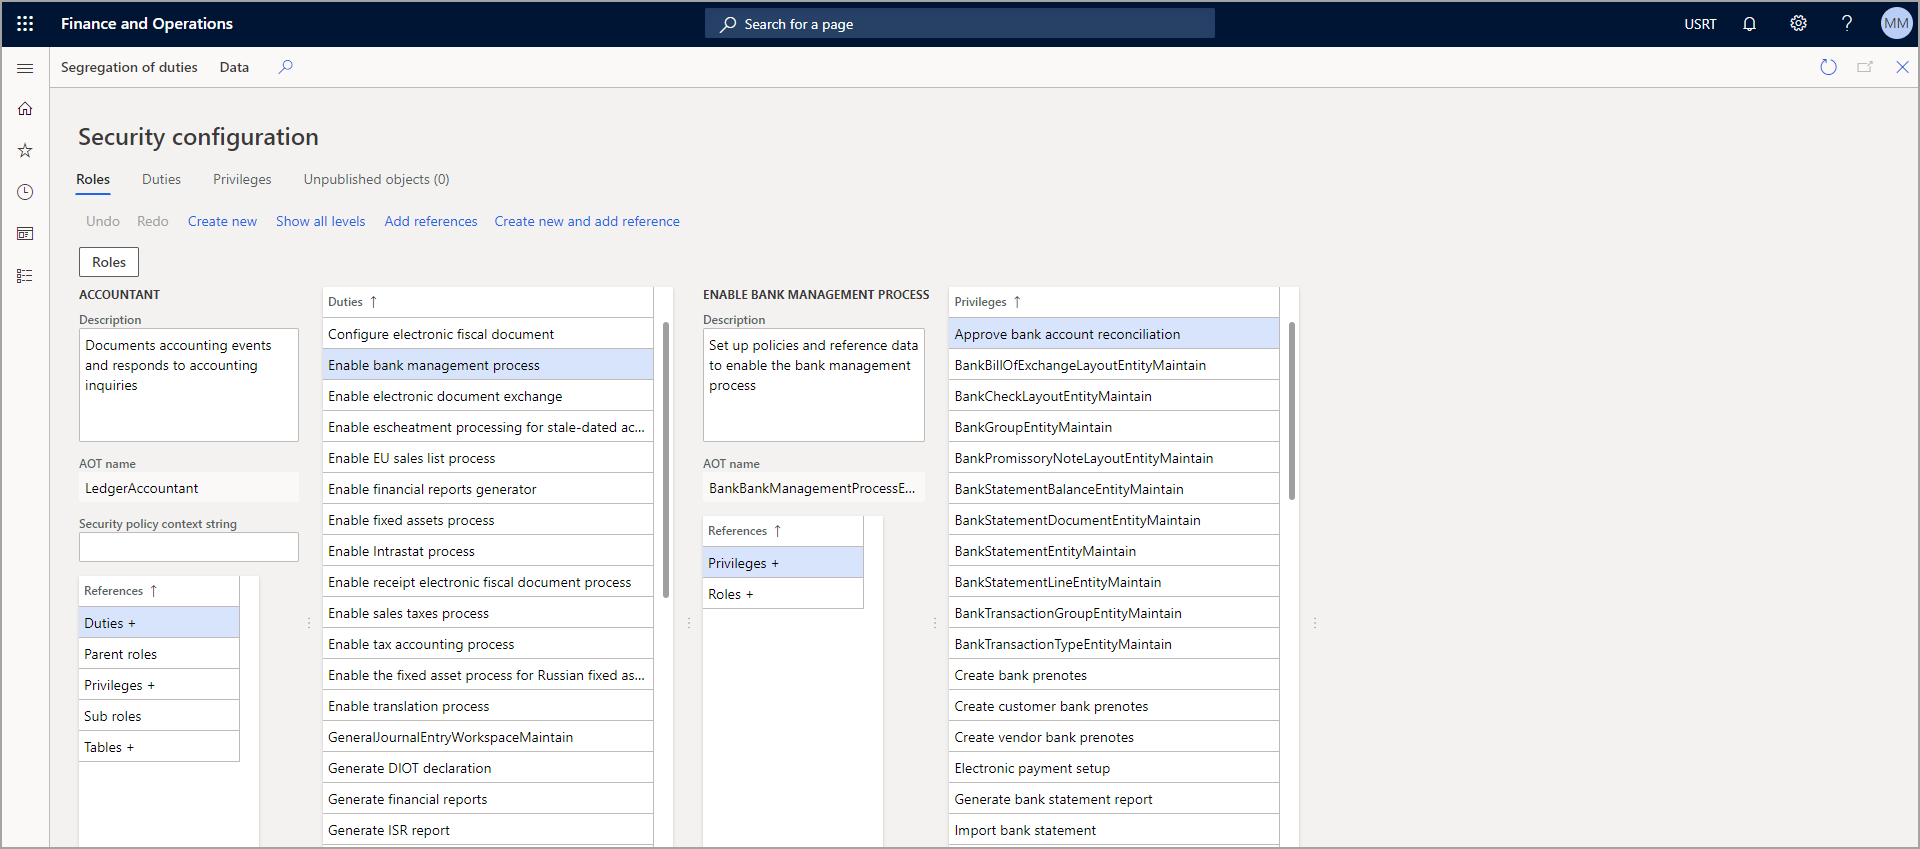 Finance and Operations
Search for a page
USRT
MM
Segregation of duties
Data
Security configuration
Roles
Duties
Privileges
Unpublished objects (0)
Undo
Redo
Create new
Show all levels
Add references
Create new and add reference
Roles
ACCOUNTANT
Description
Documents accounting events
and responds to accounting
inquiries
AOT name
LedgerAccountant
Security policy context string
References ↑
Duties +
Parent roles
Privileges +
Sub roles
Tables +
Duties ↑
Configure electronic fiscal document
Enable bank management process
Enable electronic document exchange
Enable escheatment processing for stale-dated ac...
Enable EU sales list process
Enable financial reports generator
Enable fixed assets process
Enable Intrastat process
Enable receipt electronic fiscal document process
Enable sales taxes process
Enable tax accounting process
Enable the fixed asset process for Russian fixed as...
Enable translation process
GeneralJournalEntryWorkspaceMaintain
Generate DIOT declaration
Generate financial reports
Generate ISR report
ENABLE BANK MANAGEMENT PROCESS
Description
Set up policies and reference data
to enable the bank management
process
AOT name
BankBankManagementProcessE...
References ↑
Privileges +
Roles +
Privileges ↑
Approve bank account reconciliation
BankBillOfExchangeLayoutEntityMaintain
BankCheckLayoutEntityMaintain
BankGroupEntityMaintain
BankPromissoryNoteLayoutEntityMaintain
BankStatementBalanceEntityMaintain
BankStatementDocumentEntityMaintain
BankStatementEntityMaintain
BankStatementLineEntityMaintain
BankTransactionGroupEntityMaintain
BankTransactionTypeEntityMaintain
Create bank prenotes
Create customer bank prenotes
Create vendor bank prenotes
Electronic payment setup
Generate bank statement report
Import bank statement